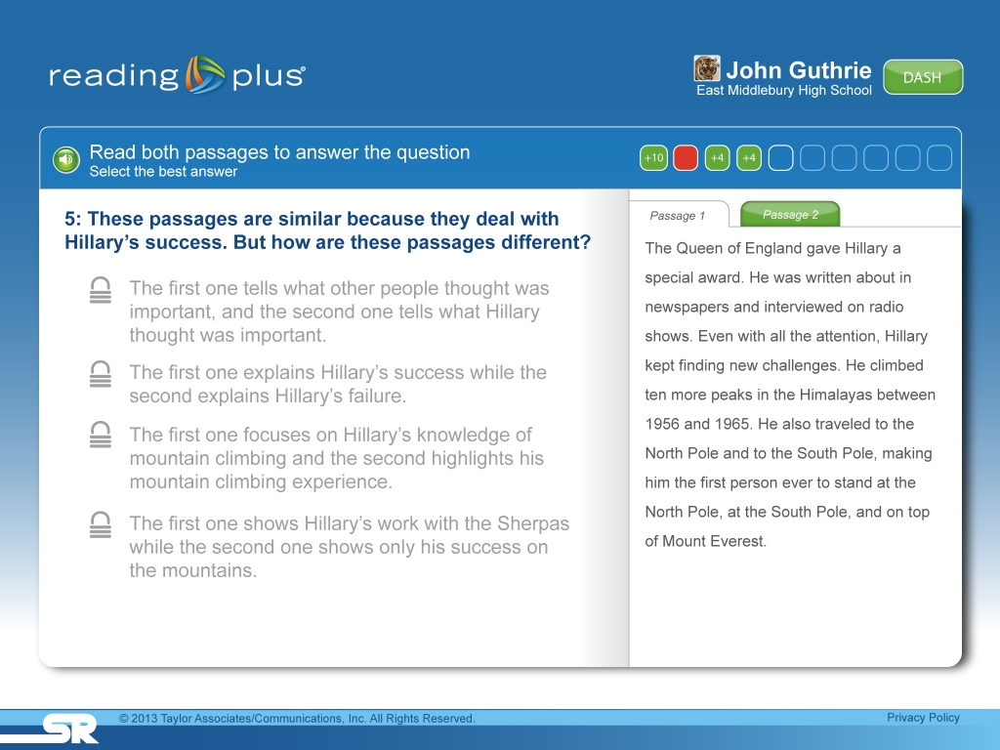 reading plus®
John Guthrie
East Middlebury High School
DASH
Read both passages to answer the question
Select the best answer
+10 +4 +4
5: These passages are similar because they deal with
Hillary's success. But how are these passages different?
The first one tells what other people thought was
important, and the second one tells what Hillary
thought was important.
The first one explains Hillary's success while the
second explains Hillary's failure.
The first one focuses on Hillary's knowledge of
mountain climbing and the second highlights his
mountain climbing experience.
The first one shows Hillary's work with the Sherpas
while the second one shows only his success on
the mountains.
Passage 1
Passage 2
The Queen of England gave Hillary a
special award. He was written about in
newspapers and interviewed on radio
shows. Even with all the attention, Hillary
kept finding new challenges. He climbed
ten more peaks in the Himalayas between
1956 and 1965. He also traveled to the
North Pole and to the South Pole, making
him the first person ever to stand at the
North Pole, at the South Pole, and on top
of Mount Everest.
SR
© 2013 Taylor Associates/Communications, Inc. All Rights Reserved.
Privacy Policy